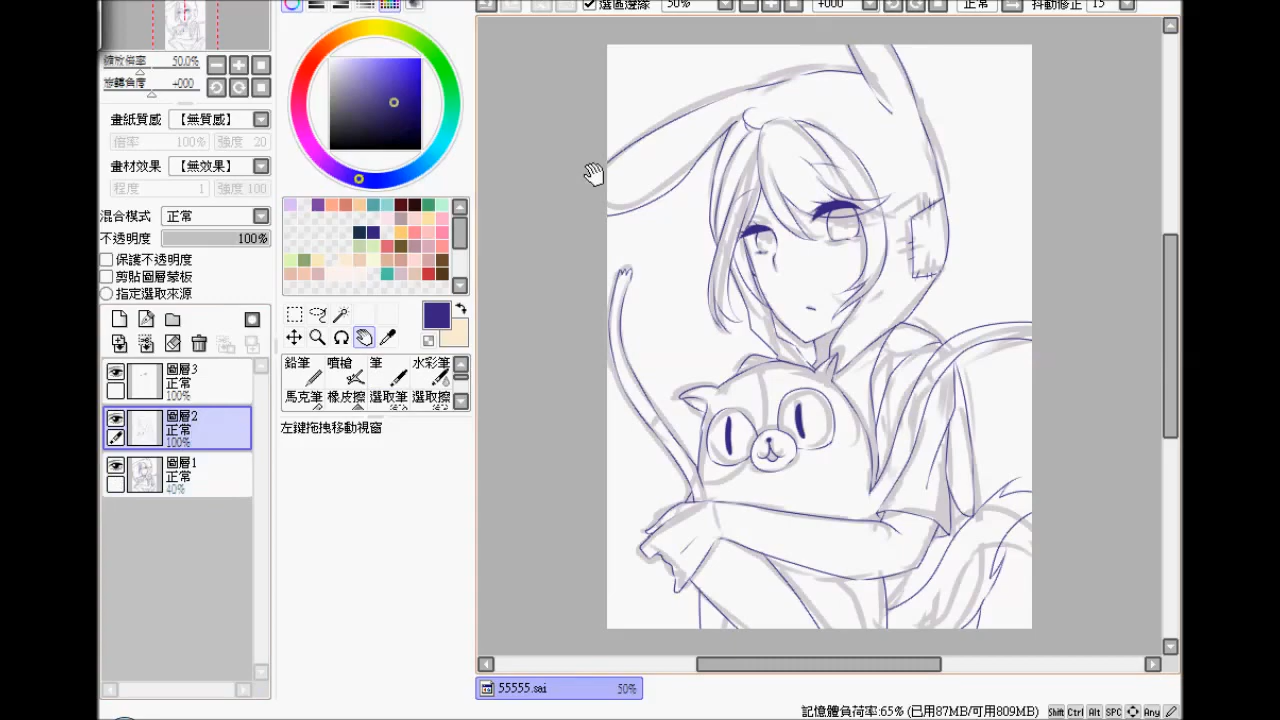 選區邊緣 50% +000 正常 抖動修正 15
縮放倍率 50.0%
旋轉角度 +000
畫紙質感 【無質感】
倍率 100% 強度 20
畫材效果 【無效果】
程度 1 強度 100
混合模式 正常
不透明度 100%
保護不透明度
剪貼圖層蒙板
指定選取來源
圖層3
正常
100%
圖層2
正常
100%
圖層1
正常
40%
鉛筆 噴槍 筆 水彩筆
馬克筆 橡皮擦 選取筆 選取擦
左鍵拖拽移動視窗
55555.sai 50%
記憶體負荷率:65% (已用87MB/可用809MB) Shift Ctrl Alt SPC Any